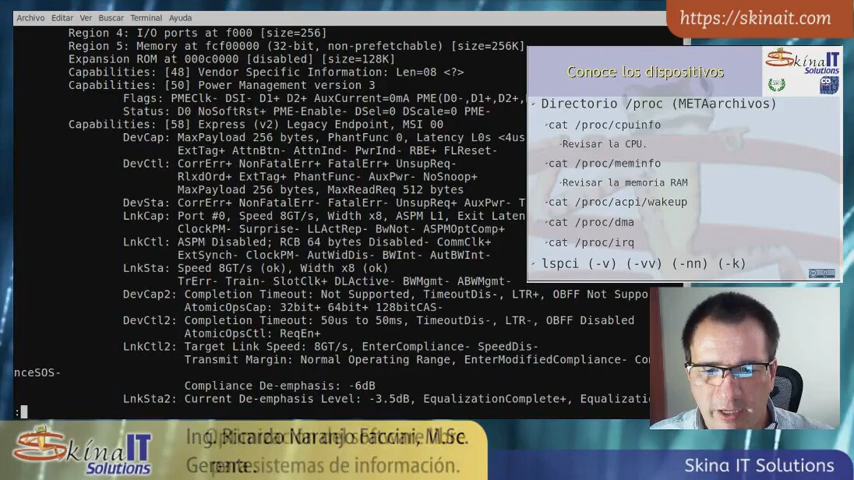 Archivo Editar Ver Buscar Terminal Ayuda
https://skinait.com
Region 4: I/O ports at f000 [size=256]
Region 5: Memory at fcf00000 (32-bit, non-prefetchable) [size=256K]
Expansion ROM at 000c0000 [disabled] [size=128K]
Capabilities: [48] Vendor Specific Information: Len=08 <?>
Capabilities: [50] Power Management version 3
Flags: PMEClk- DSI- D1+ D2+ AuxCurrent=0mA PME(D0-,D1+,D2+,
Status: D0 NoSoftRst+ PME-Enable- DSel=0 DScale=0 PME-
Capabilities: [58] Express (v2) Legacy Endpoint, MSI 00
DevCap: MaxPayload 256 bytes, PhantFunc 0, Latency L0s <4us
ExtTag+ AttnBtn- AttnInd- PwrInd- RBE+ FLReset-
DevCtl: CorrErr+ NonFatalErr+ FatalErr+ UnsupReq-
RlxdOrd+ ExtTag+ PhantFunc- AuxPwr- NoSnoop+
MaxPayload 256 bytes, MaxReadReq 512 bytes
DevSta: CorrErr+ NonFatalErr- FatalErr- UnsupReq+ AuxPwr- T
LnkCap: Port #0, Speed 8GT/s, Width x8, ASPM L1, Exit Laten
ClockPM- Surprise- LLActRep- BwNot- ASPMOptComp+
LnkCtl: ASPM Disabled; RCB 64 bytes Disabled- CommClk+
ExtSynch- ClockPM- AutWidDis- BWInt- AutBWInt-
LnkSta: Speed 8GT/s (ok), Width x8 (ok)
TrErr- Train- SlotClk+ DLActive- BWMgmt- ABWMgmt-
DevCap2: Completion Timeout: Not Supported, TimeoutDis-, LTR+, OBFF Not Suppo
AtomicOpsCap: 32bit+ 64bit+ 128bitCAS-
DevCtl2: Completion Timeout: 50us to 50ms, TimeoutDis-, LTR-, OBFF Disabled
AtomicOpsCtl: ReqEn+
LnkCtl2: Target Link Speed: 8GT/s, EnterCompliance- SpeedDis-
Transmit Margin: Normal Operating Range, EnterModifiedCompliance- Co
nceSOS-
Compliance De-emphasis: -6dB
LnkSta2: Current De-emphasis Level: -3.5dB, EqualizationComplete+, Equalizati
:
Conoce los dispositivos
Skina IT
Solutions
Directorio /proc (METAarchivos)
cat /proc/cpuinfo
Revisar la CPU.
cat /proc/meminfo
Revisar la memoria RAM
cat /proc/acpi/wakeup
cat /proc/dma
cat /proc/irq
lspci (-v) (-vv) (-nn) (-k)
Skina IT
Solutions
Ing. Ricardo Naranjo Faccini, M.Sc.
Gerente.
para sistemas de información.
Skina IT Solutions